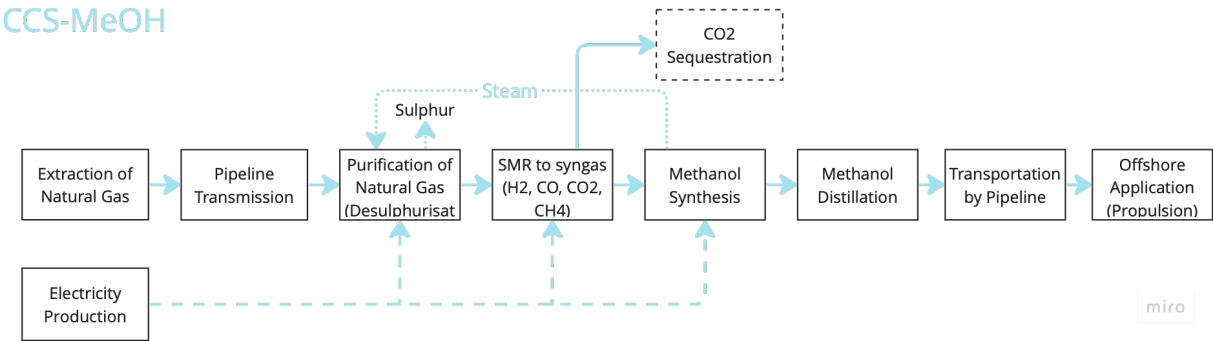 CCS-MeOH
CO2
Sequestration
Steam
Sulphur
Extraction of
Natural Gas
Pipeline
Transmission
Purification of
Natural Gas
(Desulphurisat
SMR to syngas
(H2, CO, CO2,
CH4)
Methanol
Synthesis
Methanol
Distillation
Transportation
by Pipeline
Offshore
Application
(Propulsion)
Electricity
Production
miro